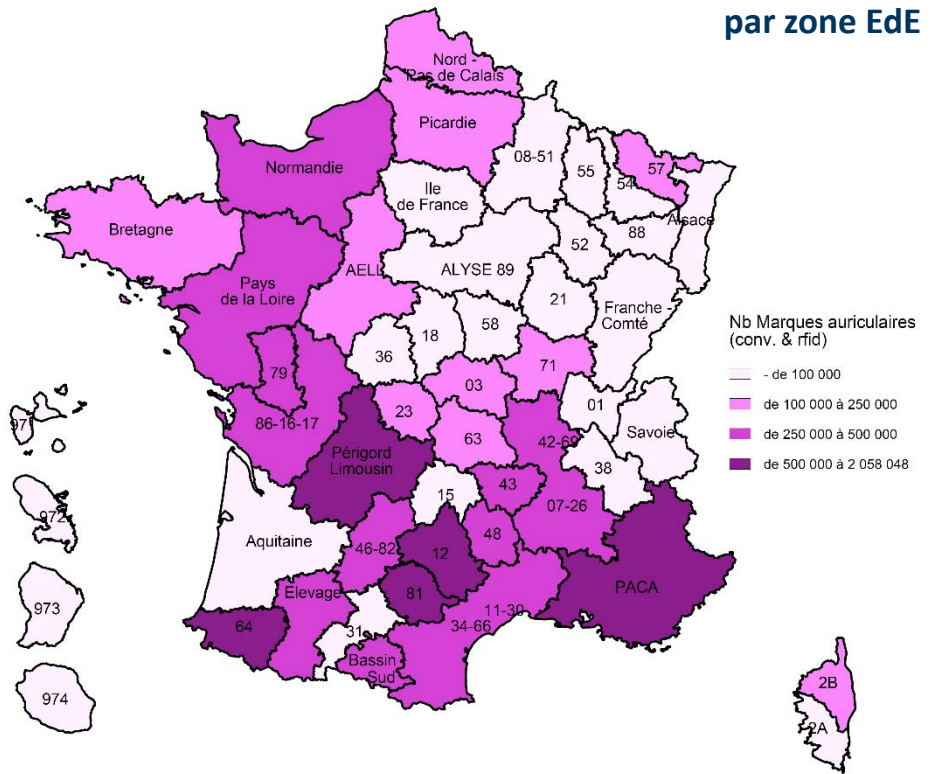 par zone EdE
Nord -
Pas de Calais
Picardie
Normandie
08-51
55
54
57
Ile
de France
Alsace
Bretagne
88
52
AELL
ALYSE 89
Pays
de la Loire
21
Franche -
Comté
58
18
36
79
71
03
01
23
86-16-17
Savoie
63
42-69
38
Périgord
Limousin
43
15
07-26
48
46-82
12
Aquitaine
PACA
81
Elevage
11-30
34-66
64
31
Bassin
Sud
2B
2A
971
972
973
974
Nb Marques auriculaires
(conv. & rfid)
- de 100 000
de 100 000 à 250 000
de 250 000 à 500 000
de 500 000 à 2 058 048